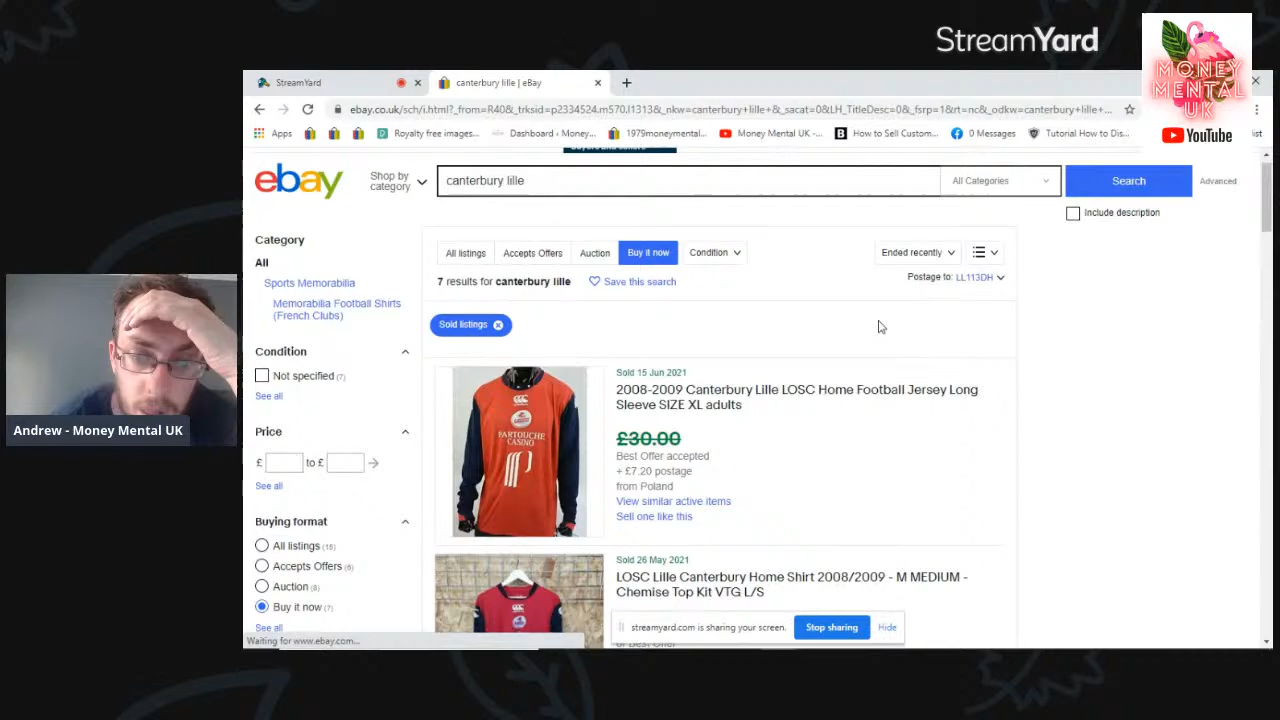 StreamYard
MONEY
MENTAL
UK
YouTube
StreamYard
canterbury lille | eBay
ebay.co.uk/sch/i.html?_from=R40&_trksid=p2334524.m570.l1313&_nkw=canterbury+lille+&_sacat=0&LH_TitleDesc=0&_fsrp=1&rt=nc&_odkw=canterbury+lille+...
Apps
Royalty free images...
Dashboard ‹ Money...
1979moneymental...
Money Mental UK -...
How to Sell Custom...
0 Messages
Tutorial How to Dis...
list
ebay
Shop by
category
canterbury lille
All Categories
Search
Advanced
Include description
Category
All
Sports Memorabilia
Memorabilia Football Shirts
(French Clubs)
Condition
Not specified (7)
See all
Price
£ to £
See all
Buying format
All listings (15)
Accepts Offers (6)
Auction (8)
Buy it now (7)
See all
All listings
Accepts Offers
Auction
Buy it now
Condition
Ended recently
7 results for canterbury lille
Save this search
Postage to: LL113DH
Sold listings
Sold 15 Jun 2021
2008-2009 Canterbury Lille LOSC Home Football Jersey Long
Sleeve SIZE XL adults
£30.00
Best Offer accepted
+ £7.20 postage
from Poland
View similar active items
Sell one like this
PARTOUCHE
CASINO
Sold 26 May 2021
LOSC Lille Canterbury Home Shirt 2008/2009 - M MEDIUM -
Chemise Top Kit VTG L/S
or Best Offer
streamyard.com is sharing your screen.
Stop sharing
Hide
Waiting for www.ebay.com...
Andrew - Money Mental UK